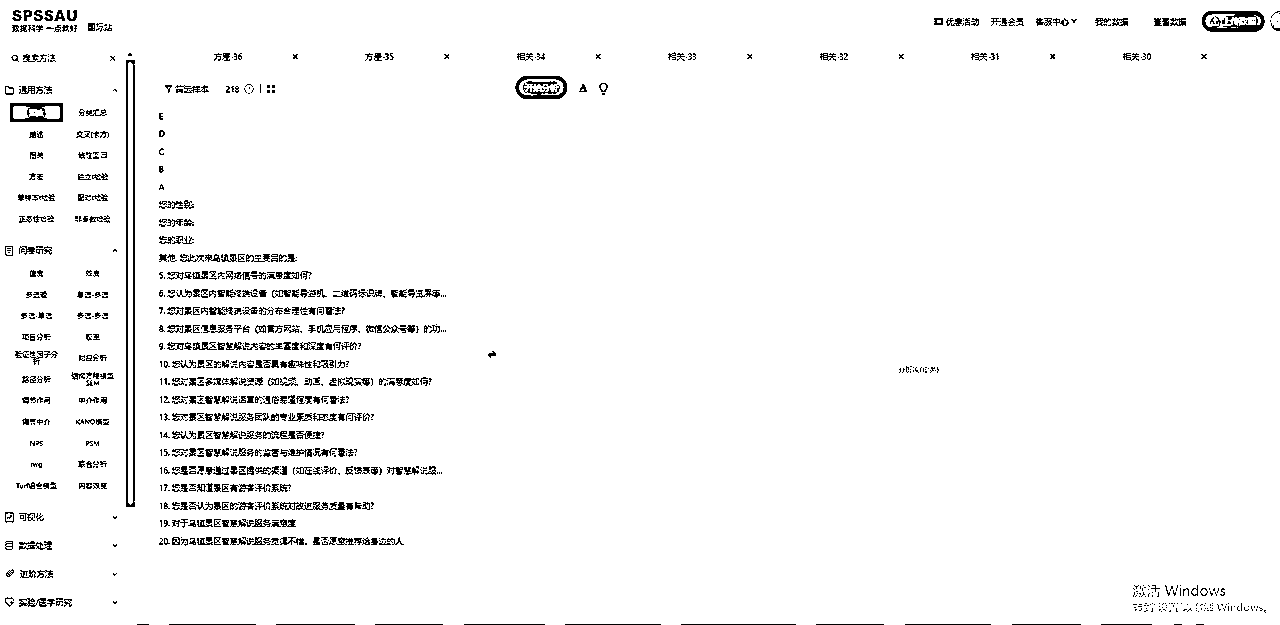 SPSSAU
数据科学 一点就好 国际站
优惠活动 开通会员 客服中心 我的数据 查看数据
搜索方法 ×
方差-36 × 方差-35 × 相关-34 × 相关-33 × 相关-32 × 相关-31 × 相关-30 ×
筛选样本 218
开始分析
通用方法
频数 分类汇总
描述 交叉(卡方)
相关 线性回归
方差 独立t检验
单样本t检验 配对t检验
正态性检验 非参数检验
问卷研究
信度 效度
多选题 单选-多选
多选-单选 多选-多选
项目分析 权重
验证性因子分析 对应分析
路径分析 结构方程模型SEM
调节作用 中介作用
调节中介 KANO模型
NPS PSM
rwg 联合分析
Turf组合模型 内容效度
可视化
数据处理
进阶方法
实验/医学研究
E
D
C
B
A
您的性别:
您的年龄:
您的职业:
其他. 您此次来乌镇景区的主要目的是:
5. 您对乌镇景区内网络信号的满意度如何?
6. 您认为景区内智能终端设备（如智能导游机、二维码标识牌、智能导览屏等...
7. 您对景区内智能终端设备的分布合理性有何看法?
8. 您对景区信息服务平台（如官方网站、手机应用程序、微信公众号等）的功...
9. 您对乌镇景区智慧解说内容的丰富度和深度有何评价?
10. 您认为景区的解说内容是否具有趣味性和吸引力?
11. 您对景区多媒体解说资源（如视频、动画、虚拟现实等）的满意度如何?
12. 您对景区智慧解说语言的通俗易懂程度有何看法?
13. 您对景区智慧解说服务团队的专业素质和态度有何评价?
14. 您认为景区智慧解说服务的流程是否便捷?
15. 您对景区智慧解说服务的监管与维护情况有何看法?
16. 您是否愿意通过景区提供的渠道（如在线评价、反馈表等）对智慧解说服...
17. 您是否知道景区有游客评价系统?
18. 您是否认为景区的游客评价系统对改进服务质量有帮助?
19. 对于乌镇景区智慧解说服务满意度
20. 因为乌镇景区智慧解说服务觉得不错，是否愿意推荐给身边的人
分析项(定类)
激活 Windows
转到"设置"以激活 Windows。